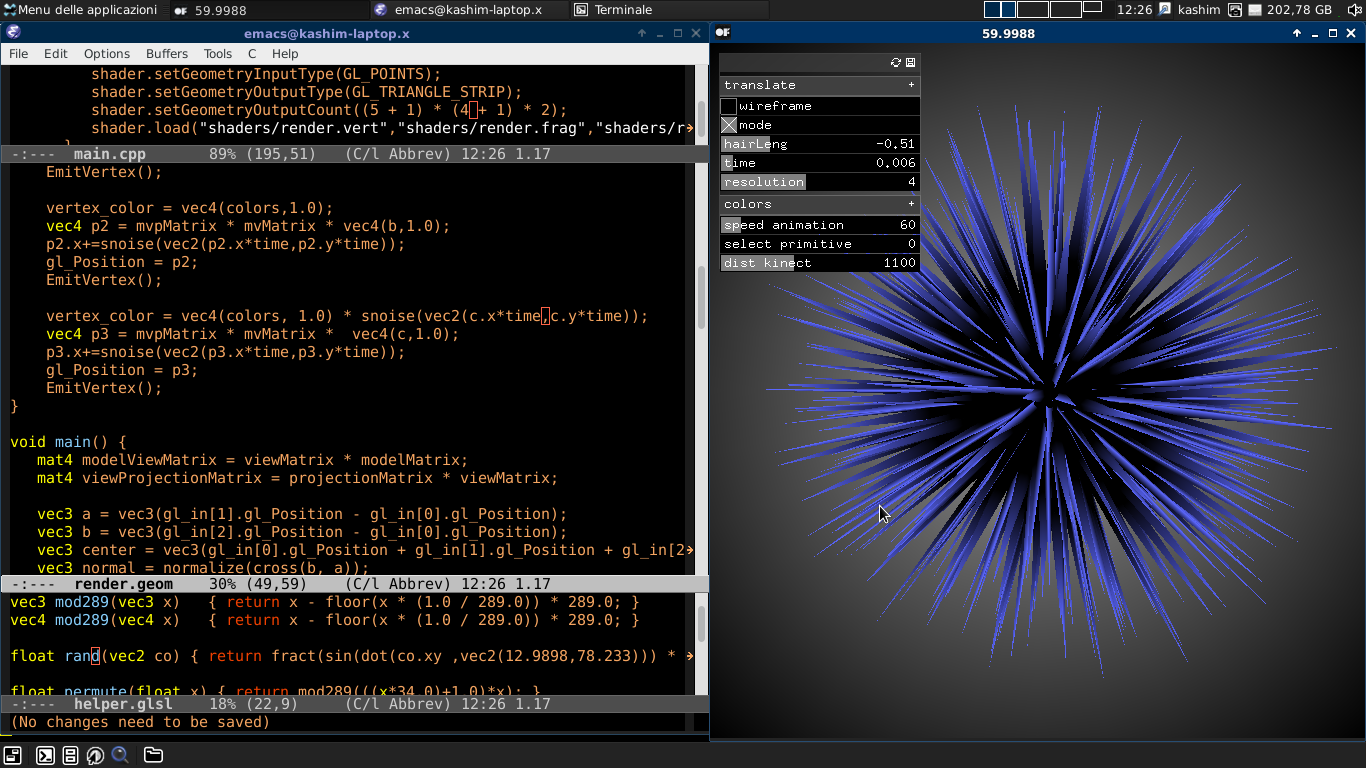 Menu delle applicazioni
59.9988
emacs@kashim-laptop.x
Terminale
12:26
kashim
202,78 GB
emacs@kashim-laptop.x
File Edit Options Buffers Tools C Help
shader.setGeometryInputType(GL_POINTS);
shader.setGeometryOutputType(GL_TRIANGLE_STRIP);
shader.setGeometryOutputCount((5 + 1) * (4 + 1) * 2);
shader.load("shaders/render.vert","shaders/render.frag","shaders/r
-:--- main.cpp 89% (195,51) (C/l Abbrev) 12:26 1.17
EmitVertex();
vertex_color = vec4(colors,1.0);
vec4 p2 = mvpMatrix * mvMatrix * vec4(b,1.0);
p2.x+=snoise(vec2(p2.x*time,p2.y*time));
gl_Position = p2;
EmitVertex();
vertex_color = vec4(colors, 1.0) * snoise(vec2(c.x*time,c.y*time));
vec4 p3 = mvpMatrix * mvMatrix *  vec4(c,1.0);
p3.x+=snoise(vec2(p3.x*time,p3.y*time));
gl_Position = p3;
EmitVertex();
}
void main() {
mat4 modelViewMatrix = viewMatrix * modelMatrix;
mat4 viewProjectionMatrix = projectionMatrix * viewMatrix;
vec3 a = vec3(gl_in[1].gl_Position - gl_in[0].gl_Position);
vec3 b = vec3(gl_in[2].gl_Position - gl_in[0].gl_Position);
vec3 center = vec3(gl_in[0].gl_Position + gl_in[1].gl_Position + gl_in[2
vec3 normal = normalize(cross(b, a));
-:--- render.geom 30% (49,59) (C/l Abbrev) 12:26 1.17
vec3 mod289(vec3 x) { return x - floor(x * (1.0 / 289.0)) * 289.0; }
vec4 mod289(vec4 x) { return x - floor(x * (1.0 / 289.0)) * 289.0; }
float rand(vec2 co) { return fract(sin(dot(co.xy ,vec2(12.9898,78.233))) *
float permute(float x) { return mod289(((x*34.0)+1.0)*x); }
-:--- helper.glsl 18% (22,9) (C/l Abbrev) 12:26 1.17
(No changes need to be saved)
OF
59.9988
translate +
wireframe
mode
hairLeng -0.51
time 0.006
resolution 4
colors +
speed animation 60
select primitive 0
dist kinect 1100